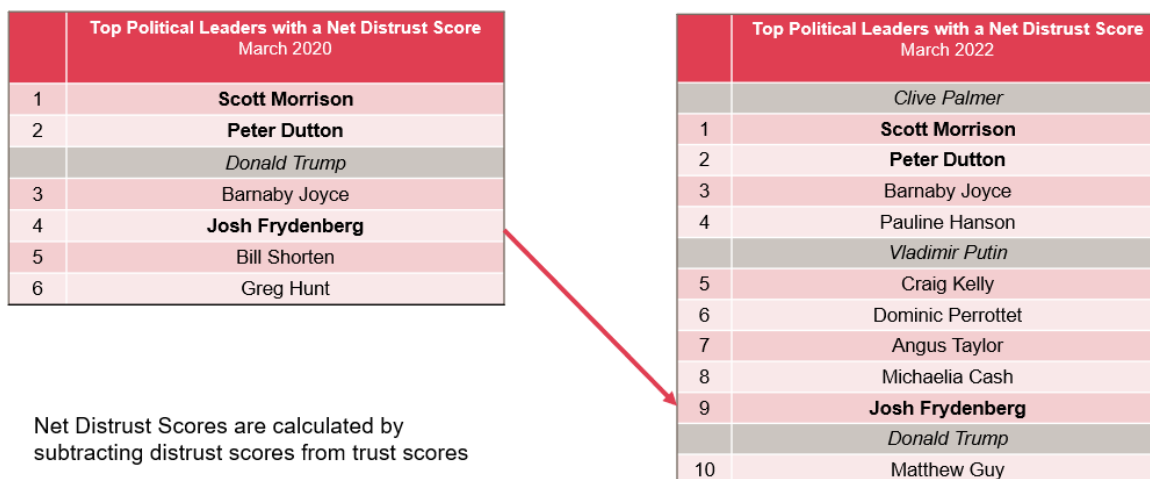 Top Political Leaders with a Net Distrust Score
March 2020
1 Scott Morrison
2 Peter Dutton
Donald Trump
3 Barnaby Joyce
4 Josh Frydenberg
5 Bill Shorten
6 Greg Hunt
Net Distrust Scores are calculated by
subtracting distrust scores from trust scores
Top Political Leaders with a Net Distrust Score
March 2022
Clive Palmer
1 Scott Morrison
2 Peter Dutton
3 Barnaby Joyce
4 Pauline Hanson
Vladimir Putin
5 Craig Kelly
6 Dominic Perrottet
7 Angus Taylor
8 Michaelia Cash
9 Josh Frydenberg
Donald Trump
10 Matthew Guy